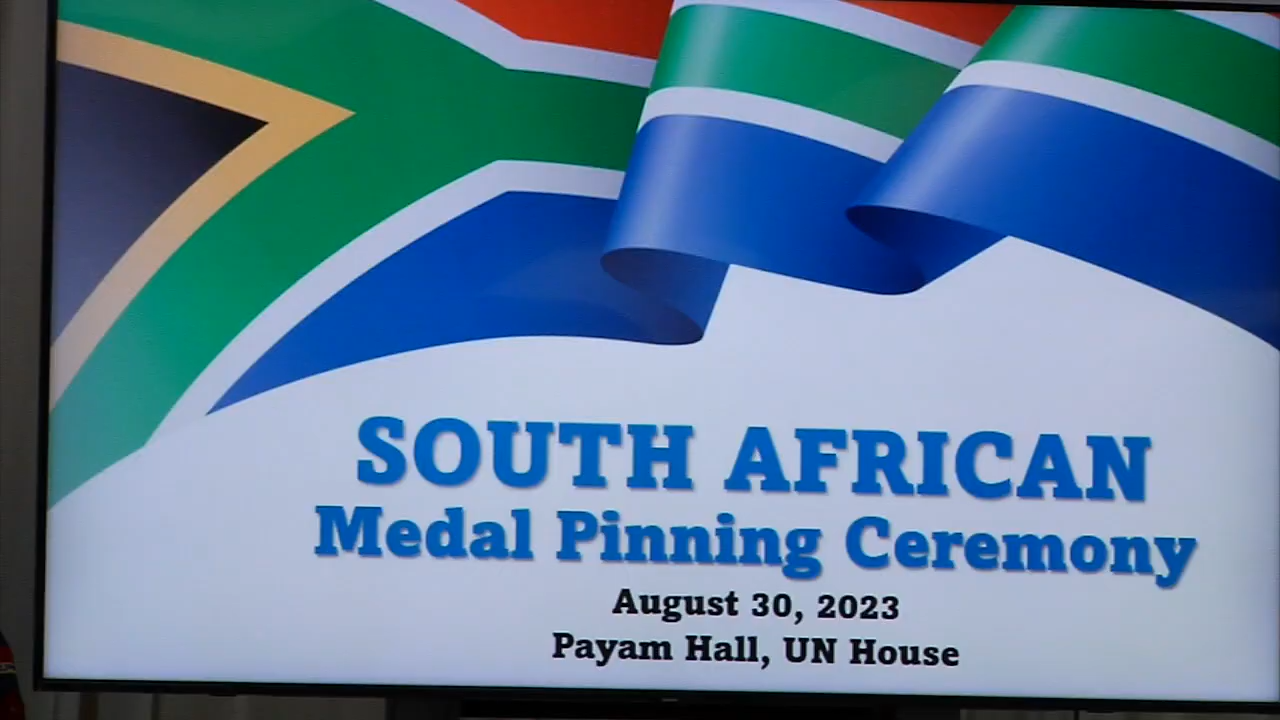 SOUTH AFRICAN
Medal Pinning Ceremony
August 30, 2023
Payam Hall, UN House